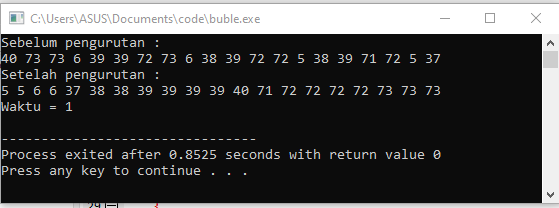 C:\Users\ASUS\Documents\code\buble.exe
Sebelum pengurutan :
40 73 73 6 39 39 72 73 6 38 39 72 72 5 38 39 71 72 5 37
Setelah pengurutan :
5 5 6 6 37 38 38 39 39 39 39 40 71 72 72 72 72 73 73 73
Waktu = 1
--------------------------------
Process exited after 0.8525 seconds with return value 0
Press any key to continue . . .